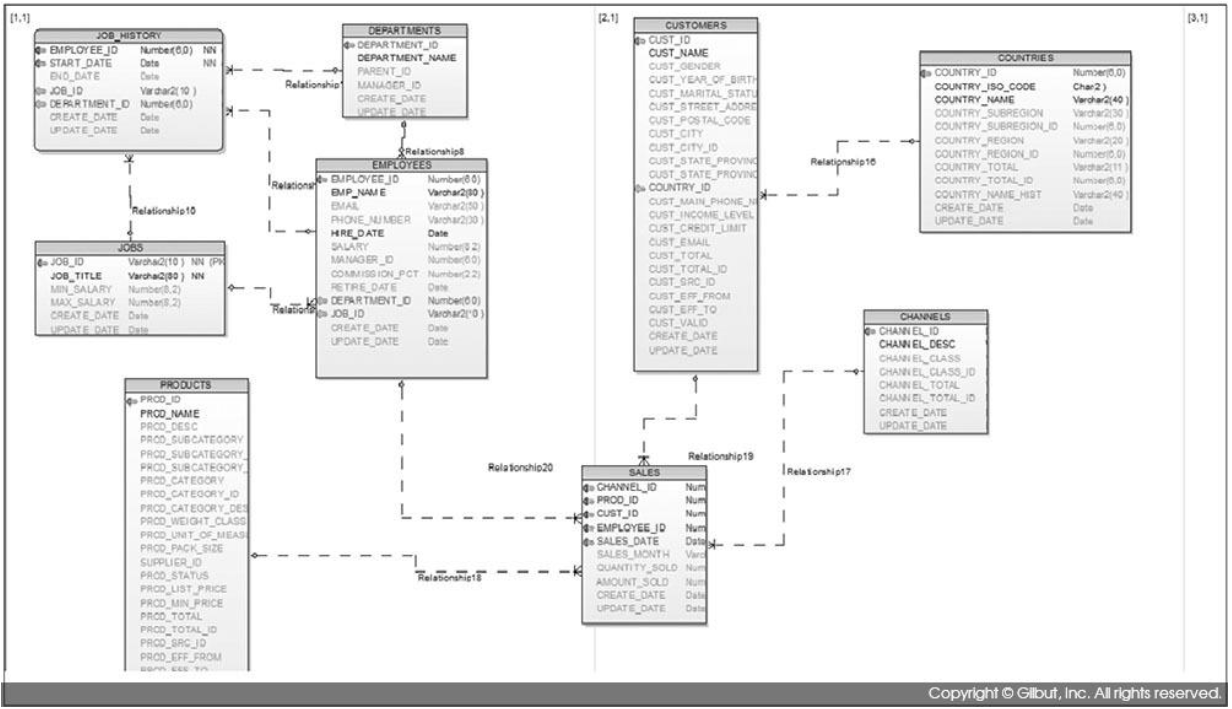 [1,1]
[2,1]
[3,1]
JOB_HISTORY
EMPLOYEE_ID Number(6,0) NN
START_DATE Date NN
END_DATE Date
JOB_ID Varchar2(10 )
DEPARTMENT_ID Number(6,0)
CREATE_DATE Date
UPDATE_DATE Date
DEPARTMENTS
DEPARTMENT_ID
DEPARTMENT_NAME
PARENT_ID
MANAGER_ID
CREATE_DATE
UPDATE_DATE
Relationship
Relationship8
EMPLOYEES
EMPLOYEE_ID Number(6.0)
EMP_NAME Varchar2(80 )
EMAIL Varchar2(50 )
PHONE_NUMBER Varchar2(30 )
HIRE_DATE Date
SALARY Number(8.2)
MANAGER_ID Number(6.0)
COMMISSION_PCT Number(2.2)
RETIRE_DATE Date
DEPARTMENT_ID Number(6.0)
JOB_ID Varchar2(10 )
CREATE_DATE Date
UPDATE_DATE Date
Relations
Relationship10
JOBS
JOB_ID Varchar2(10 ) NN (PK
JOB_TITLE Varchar2(80 ) NN
MIN_SALARY Number(8,2)
MAX_SALARY Number(8,2)
CREATE_DATE Date
UPDATE_DATE Date
Relations
PRODUCTS
PROD_ID
PROD_NAME
PROD_DESC
PROD_SUBCATEGORY
PROD_SUBCATEGORY_
PROD_SUBCATEGORY_
PROD_CATEGORY
PROD_CATEGORY_ID
PROD_CATEGORY_DES
PROD_WEIGHT_CLASS
PROD_UNIT_OF_MEAS
PROD_PACK_SIZE
SUPPLIER_ID
PROD_STATUS
PROD_LIST_PRICE
PROD_MIN_PRICE
PROD_TOTAL
PROD_TOTAL_ID
PROD_SRC_ID
PROD_EFF_FROM
PROD_EFF_TO
CUSTOMERS
CUST_ID
CUST_NAME
CUST_GENDER
CUST_YEAR_OF_BIRTH
CUST_MARITAL_STATU
CUST_STREET_ADDRE
CUST_POSTAL_CODE
CUST_CITY
CUST_CITY_ID
CUST_STATE_PROVINC
CUST_STATE_PROVINC
COUNTRY_ID
CUST_MAIN_PHONE_N
CUST_INCOME_LEVEL
CUST_CREDIT_LIMIT
CUST_EMAIL
CUST_TOTAL
CUST_TOTAL_ID
CUST_SRC_ID
CUST_EFF_FROM
CUST_EFF_TO
CUST_VALID
CREATE_DATE
UPDATE_DATE
Relationship16
COUNTRIES
COUNTRY_ID Number(6,0)
COUNTRY_ISO_CODE Char2 )
COUNTRY_NAME Varchar2(40 )
COUNTRY_SUBREGION Varchar2(30 )
COUNTRY_SUBREGION_ID Number(6,0)
COUNTRY_REGION Varchar2(20 )
COUNTRY_REGION_ID Number(6,0)
COUNTRY_TOTAL Varchar2(11 )
COUNTRY_TOTAL_ID Number(6,0)
COUNTRY_NAME_HIST Varchar2(40 )
CREATE_DATE Date
UPDATE_DATE Date
CHANNELS
CHANNEL_ID
CHANNEL_DESC
CHANNEL_CLASS
CHANNEL_CLASS_ID
CHANNEL_TOTAL
CHANNEL_TOTAL_ID
CREATE_DATE
UPDATE_DATE
Relationship20
Relationship19
Relationship17
Relationship18
SALES
CHANNEL_ID Num
PROD_ID Num
CUST_ID Num
EMPLOYEE_ID Num
SALES_DATE Date
SALES_MONTH Varc
QUANTITY_SOLD Num
AMOUNT_SOLD Num
CREATE_DATE Date
UPDATE_DATE Date
Copyright © Gilbut, Inc. All rights reserved.